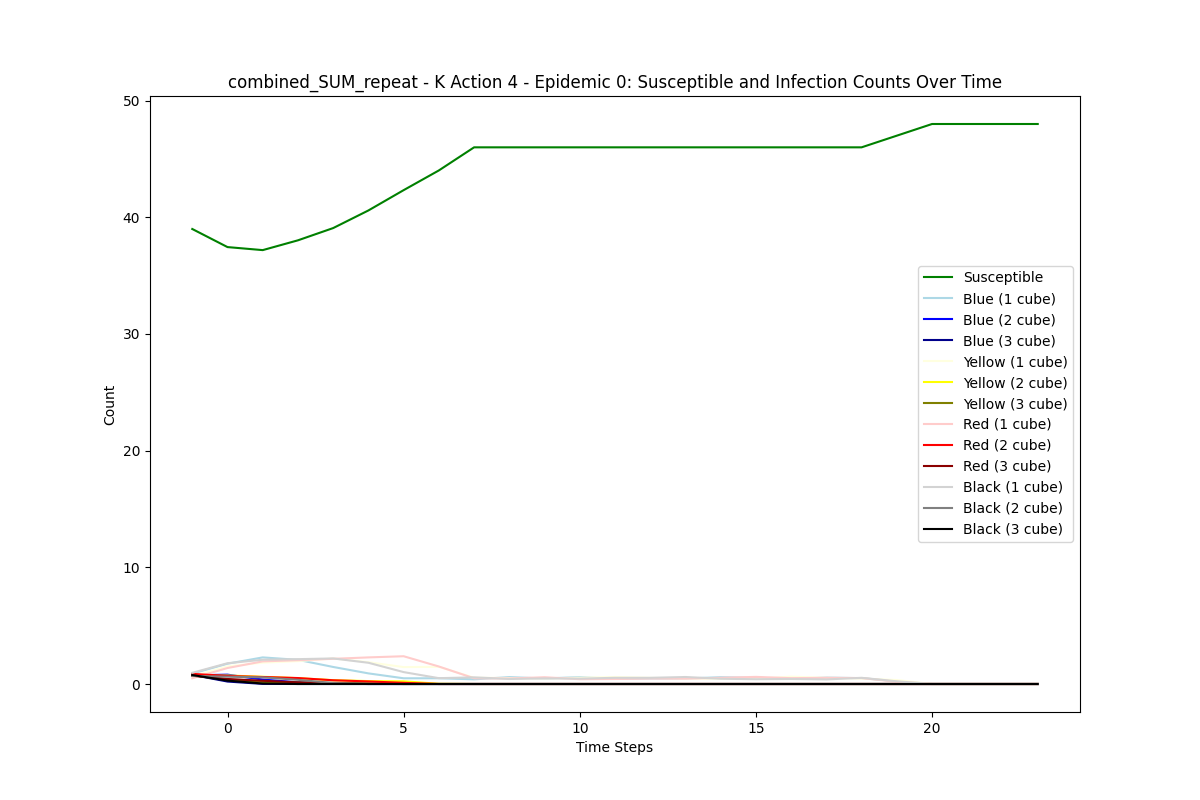 combined_SUM_repeat - K Action 4 - Epidemic 0: Susceptible and Infection Counts Over Time
50
40
30
20
10
0
Count
Susceptible
Blue (1 cube)
Blue (2 cube)
Blue (3 cube)
Yellow (1 cube)
Yellow (2 cube)
Yellow (3 cube)
Red (1 cube)
Red (2 cube)
Red (3 cube)
Black (1 cube)
Black (2 cube)
Black (3 cube)
0 5 10 15 20
Time Steps